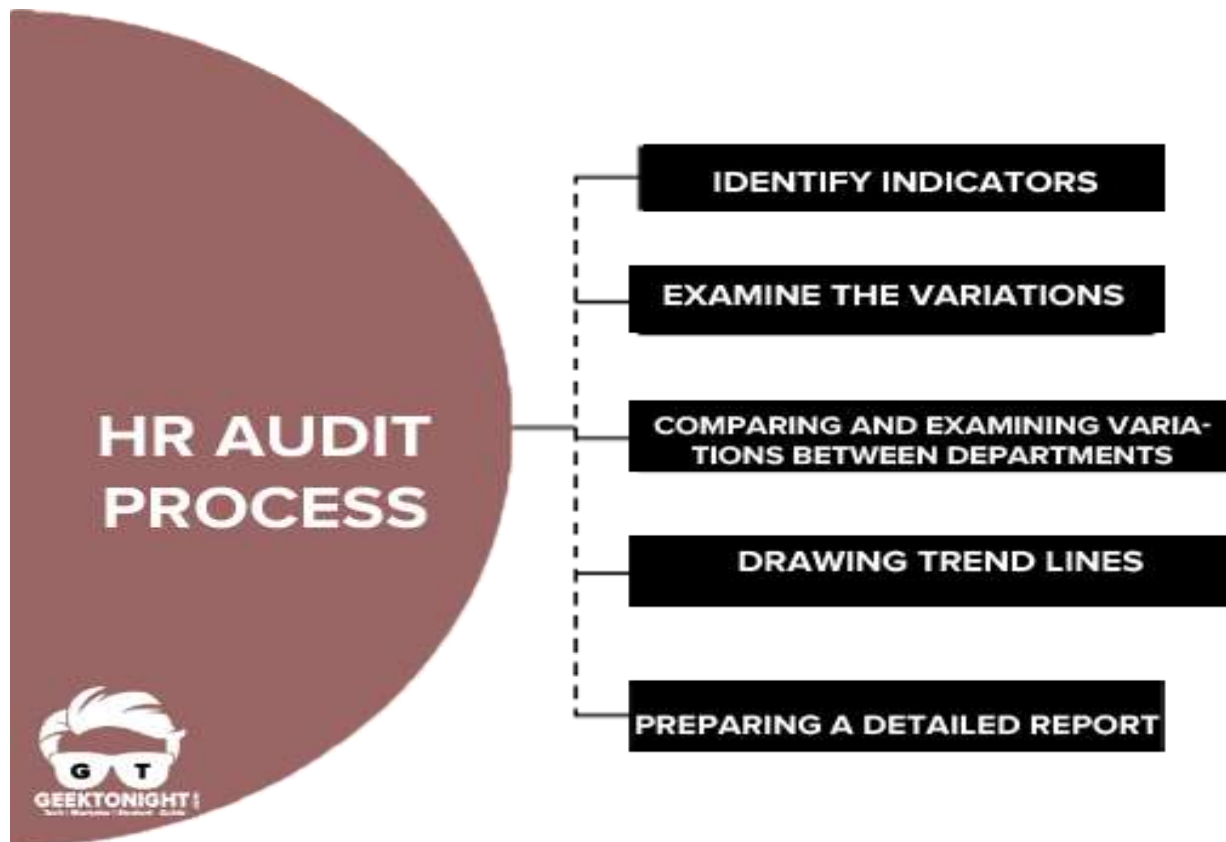 HR AUDIT
PROCESS
IDENTIFY INDICATORS
EXAMINE THE VARIATIONS
COMPARING AND EXAMINING VARIA-
TIONS BETWEEN DEPARTMENTS
DRAWING TREND LINES
PREPARING A DETAILED REPORT
G T
GEEKTONIGHT